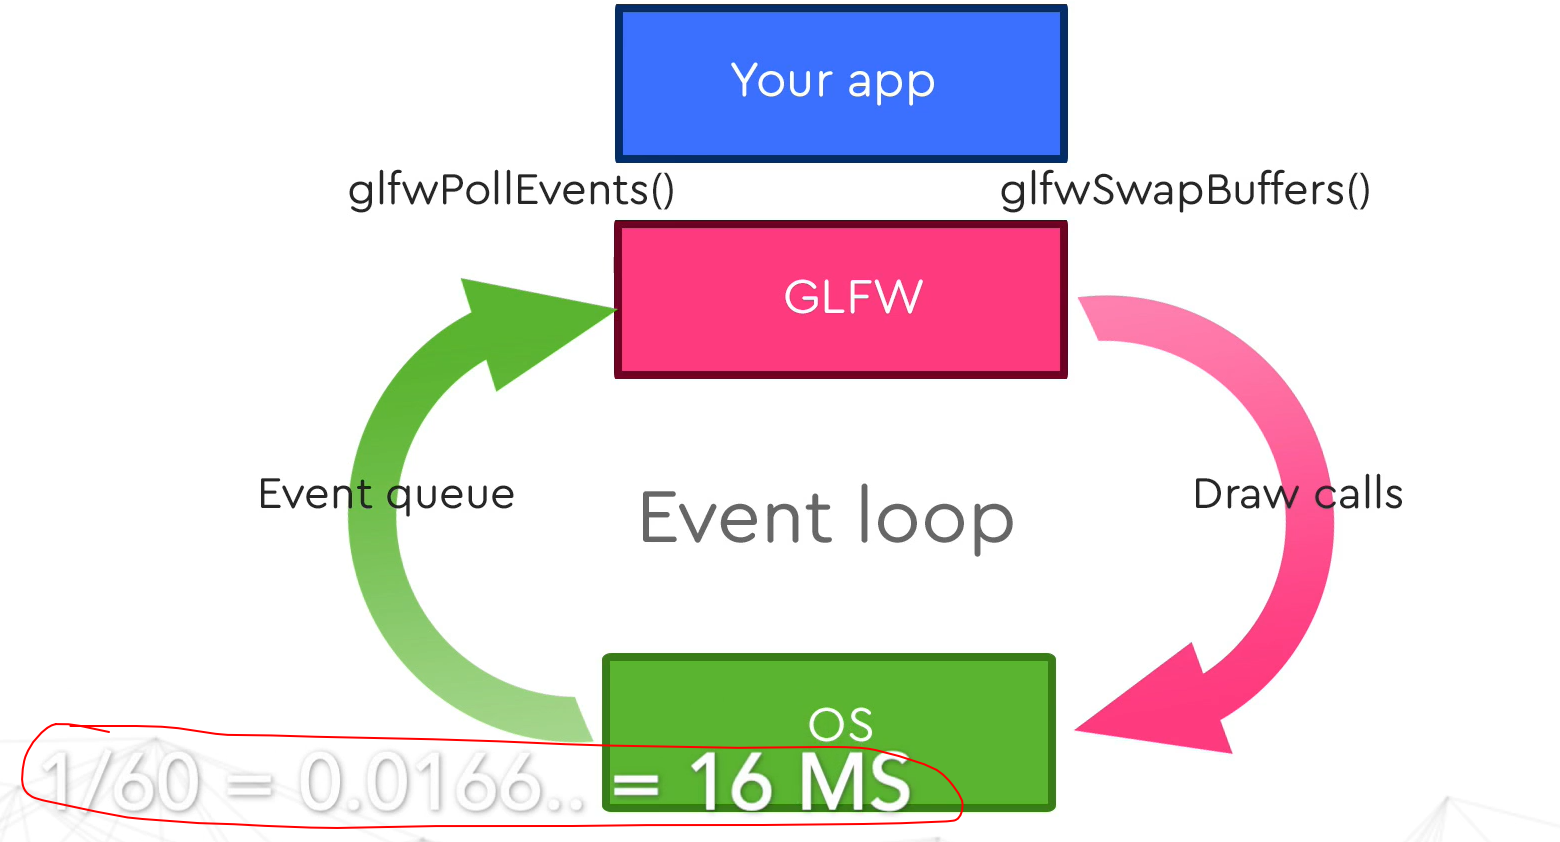 Your app
glfwPollEvents()
glfwSwapBuffers()
GLFW
Event queue
Event loop
Draw calls
OS
1/60 = 0.0166.. = 16 MS